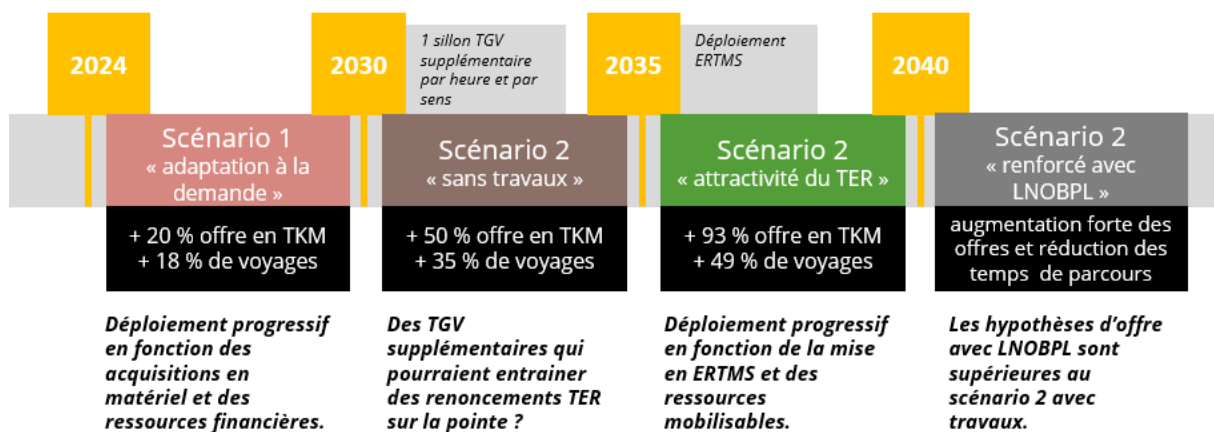 2024
2030
1 sillon TGV
supplémentaire
par heure et par
sens
2035
Déploiement
ERTMS
2040
Scénario 1
« adaptation à la
demande »
+ 20 % offre en TKM
+ 18 % de voyages
Déploiement progressif
en fonction des
acquisitions en
matériel et des
ressources financières.
Scénario 2
« sans travaux »
+ 50 % offre en TKM
+ 35 % de voyages
Des TGV
supplémentaires qui
pourraient entrainer
des renoncements TER
sur la pointe ?
Scénario 2
« attractivité du TER »
+ 93 % offre en TKM
+ 49 % de voyages
Déploiement progressif
en fonction de la mise
en ERTMS et des
ressources
mobilisables.
Scénario 2
« renforcé avec
LNOBPL »
augmentation forte des
offres et réduction des
temps de parcours
Les hypothèses d'offre
avec LNOBPL sont
supérieures au
scénario 2 avec
travaux.